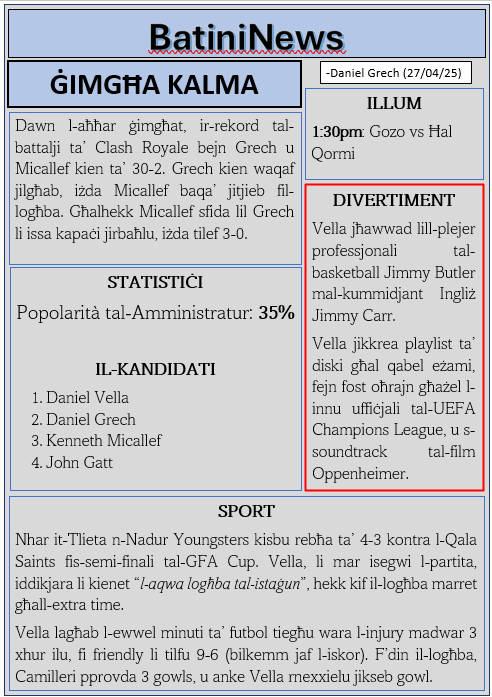 BatiniNews
-Daniel Grech (27/04/25)
ĠIMGĦA KALMA
Dawn l-aħħar ġimgħat, ir-rekord tal-
battalji ta’ Clash Royale bejn Grech u
Micallef kien ta’ 30-2. Grech kien waqaf
jilgħab, iżda Micallef baqa’ jitjieb fil-
logħba. Għalhekk Micallef sfida lil Grech
li issa kapaċi jirbaħlu, iżda tilef 3-0.
ILLUM
1:30pm: Gozo vs Ħal
Qormi
STATISTIĊI
Popolarità tal-Amministratur: 35%
IL-KANDIDATI
1. Daniel Vella
2. Daniel Grech
3. Kenneth Micallef
4. John Gatt
DIVERTIMENT
Vella jħawwad lill-plejer
professjonali tal-
basketball Jimmy Butler
mal-kummidjant Ingliż
Jimmy Carr.
Vella jikkrea playlist ta’
diski għal qabel eżami,
fejn fost oħrajn għażel l-
innu uffiċjali tal-UEFA
Champions League, u s-
soundtrack tal-film
Oppenheimer.
SPORT
Nhar it-Tlieta n-Nadur Youngsters kisbu rebħa ta’ 4-3 kontra l-Qala
Saints fis-semi-finali tal-GFA Cup. Vella, li mar isegwi l-partita,
iddikjara li kienet “l-aqwa logħba tal-istaġun”, hekk kif il-logħba marret
għall-extra time.
Vella lagħab l-ewwel minuti ta’ futbol tiegħu wara l-injury madwar 3
xhur ilu, fi friendly li tilfu 9-6 (bilkemm jaf l-iskor). F’din il-logħba,
Camilleri pprovda 3 gowls, u anke Vella rnexxielu jikseb gowl.